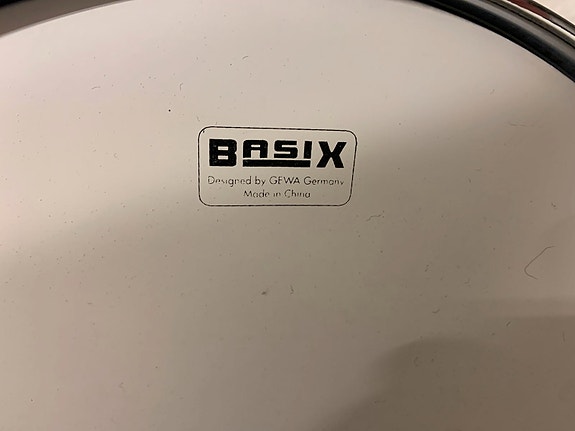 BASIX
Designed by GEWA Germany
Made in China